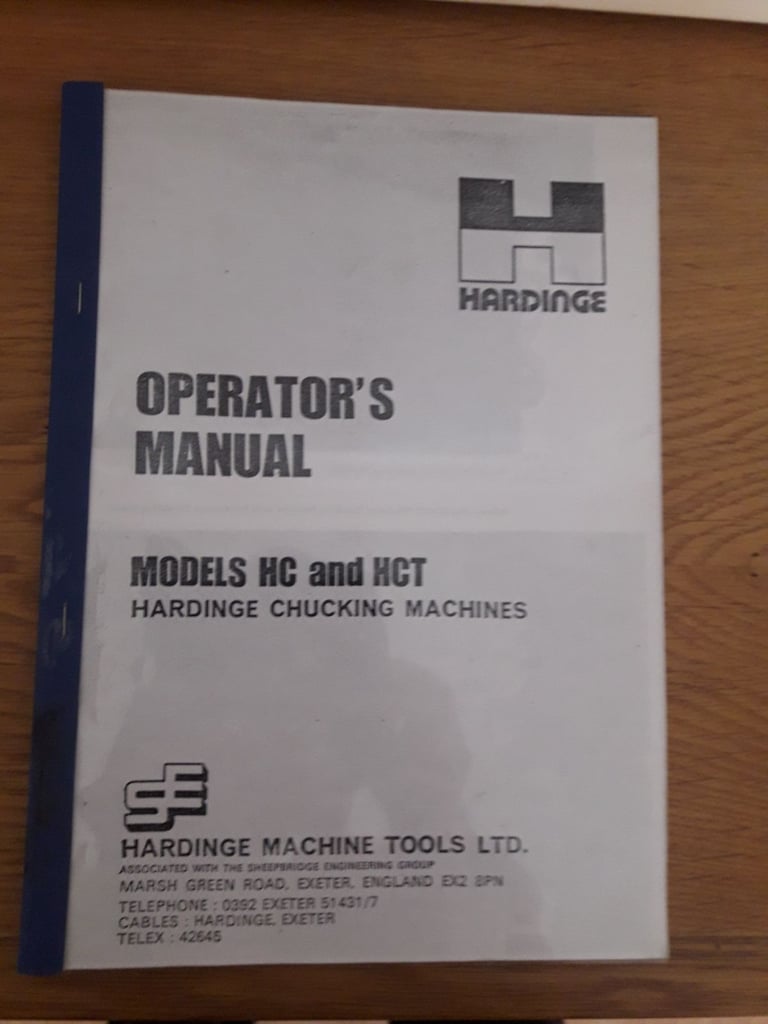 HARDINGE
OPERATOR'S
MANUAL
MODELS HC and HCT
HARDINGE CHUCKING MACHINES
HARDINGE MACHINE TOOLS LTD.
ASSOCIATED WITH THE SHEEPBRIDGE ENGINEERING GROUP
MARSH GREEN ROAD, EXETER, ENGLAND EX2 8PN
TELEPHONE : 0392 EXETER 51431/7
CABLES : HARDINGE, EXETER
TELEX : 42645